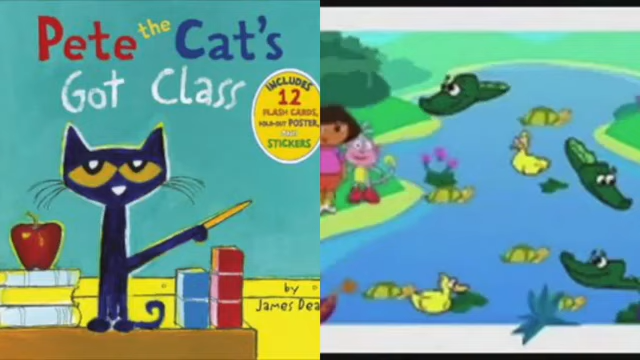 Pete the Cat's
Got Class
INCLUDES
12
FLASH CARDS,
FOLD-OUT POSTER,
AND
STICKERS
by
James Dea